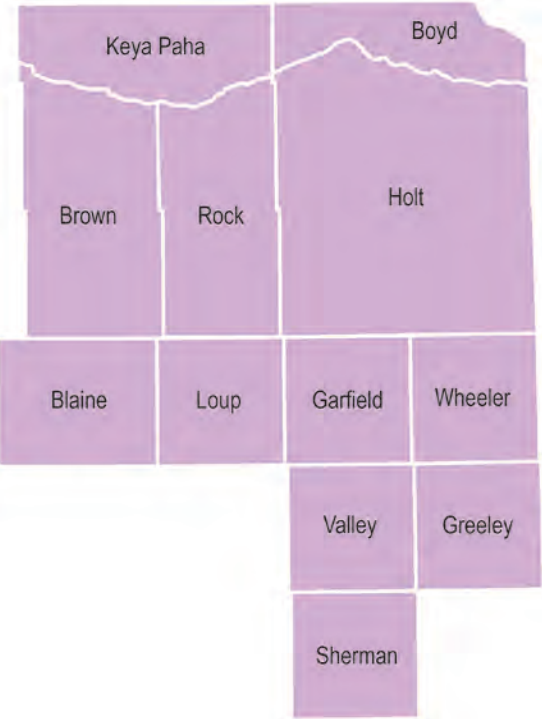 Boyd
Keya Paha
Holt
Brown
Rock
Blaine
Loup
Garfield
Wheeler
Valley
Greeley
Sherman